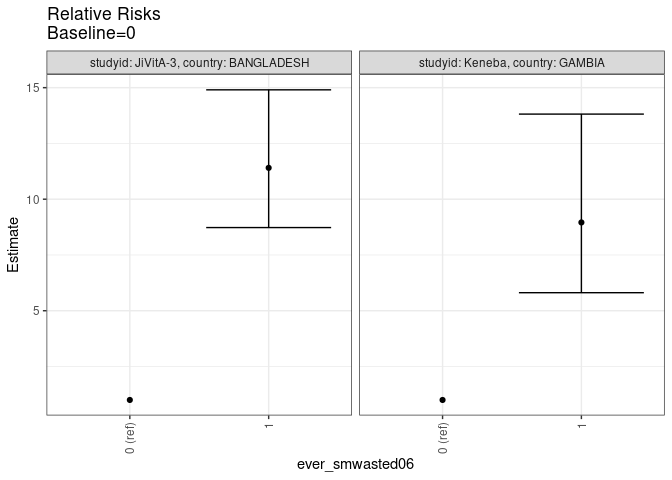 Relative Risks
Baseline=0
studyid: JiVitA-3, country: BANGLADESH
studyid: Keneba, country: GAMBIA
Estimate
15
10
5
0 (ref)
1
0 (ref)
1
ever_smwasted06